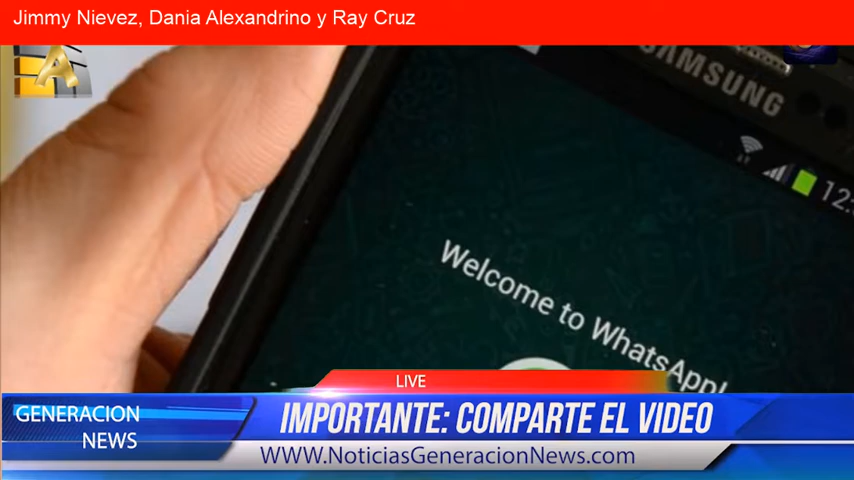 Jimmy Nievez, Dania Alexandrino y Ray Cruz
A
SAMSUNG
12:
Welcome to WhatsApp!
LIVE
GENERACION
NEWS
IMPORTANTE: COMPARTE EL VIDEO
WWW.NoticiasGeneracionNews.com